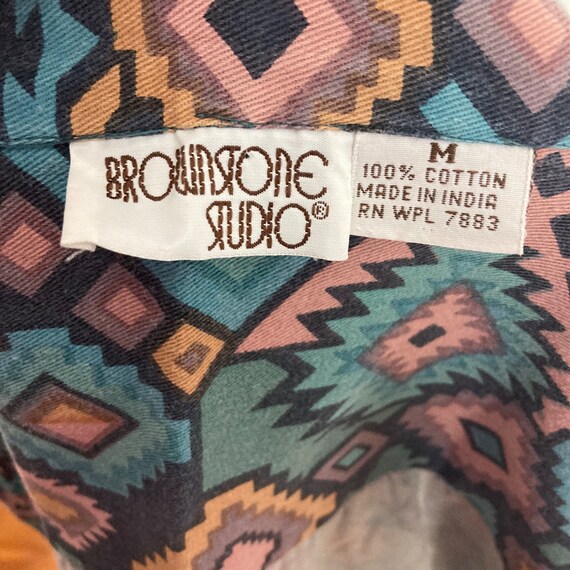 BROWNSTONE
STUDIO®
M
100% COTTON
MADE IN INDIA
RN WPL 7883